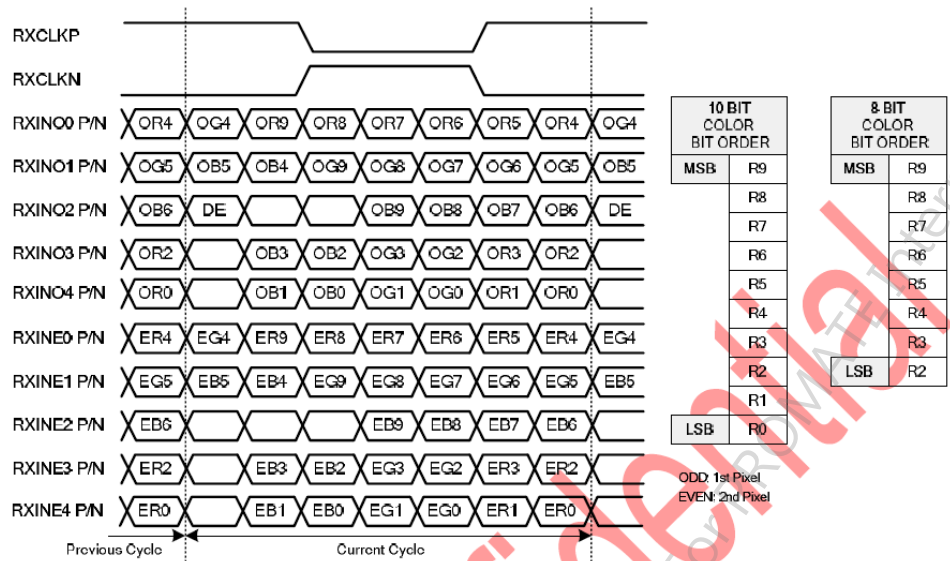 RXCLKP
RXCLKN
RXINO0 P/N OR4 OG4 OR9 OR8 OR7 OR6 OR5 OR4 OG4
RXINO1 P/N OG5 OB5 OB4 OG9 OG8 OG7 OG6 OG5 OB5
RXINO2 P/N OB6 DE OB9 OB8 OB7 OB6 DE
RXINO3 P/N OR2 OB3 OB2 OG3 OG2 OR3 OR2
RXINO4 P/N OR0 OB1 OB0 OG1 OG0 OR1 OR0
RXINE0 P/N ER4 EG4 ER9 ER8 ER7 ER6 ER5 ER4 EG4
RXINE1 P/N EG5 EB5 EB4 EG9 EG8 EG7 EG6 EG5 EB5
RXINE2 P/N EB6 EB9 EB8 EB7 EB6
RXINE3 P/N ER2 EB3 EB2 EG3 EG2 ER3 ER2
RXINE4 P/N ER0 EB1 EB0 EG1 EG0 ER1 ER0
Previous Cycle Current Cycle
10 BIT
COLOR
BIT ORDER
MSB R9
R8
R7
R6
R5
R4
R3
R2
R1
LSB R0
8 BIT
COLOR
BIT ORDER
MSB R9
R8
R7
R6
R5
R4
R3
LSB R2
ODD: 1st Pixel
EVEN: 2nd Pixel